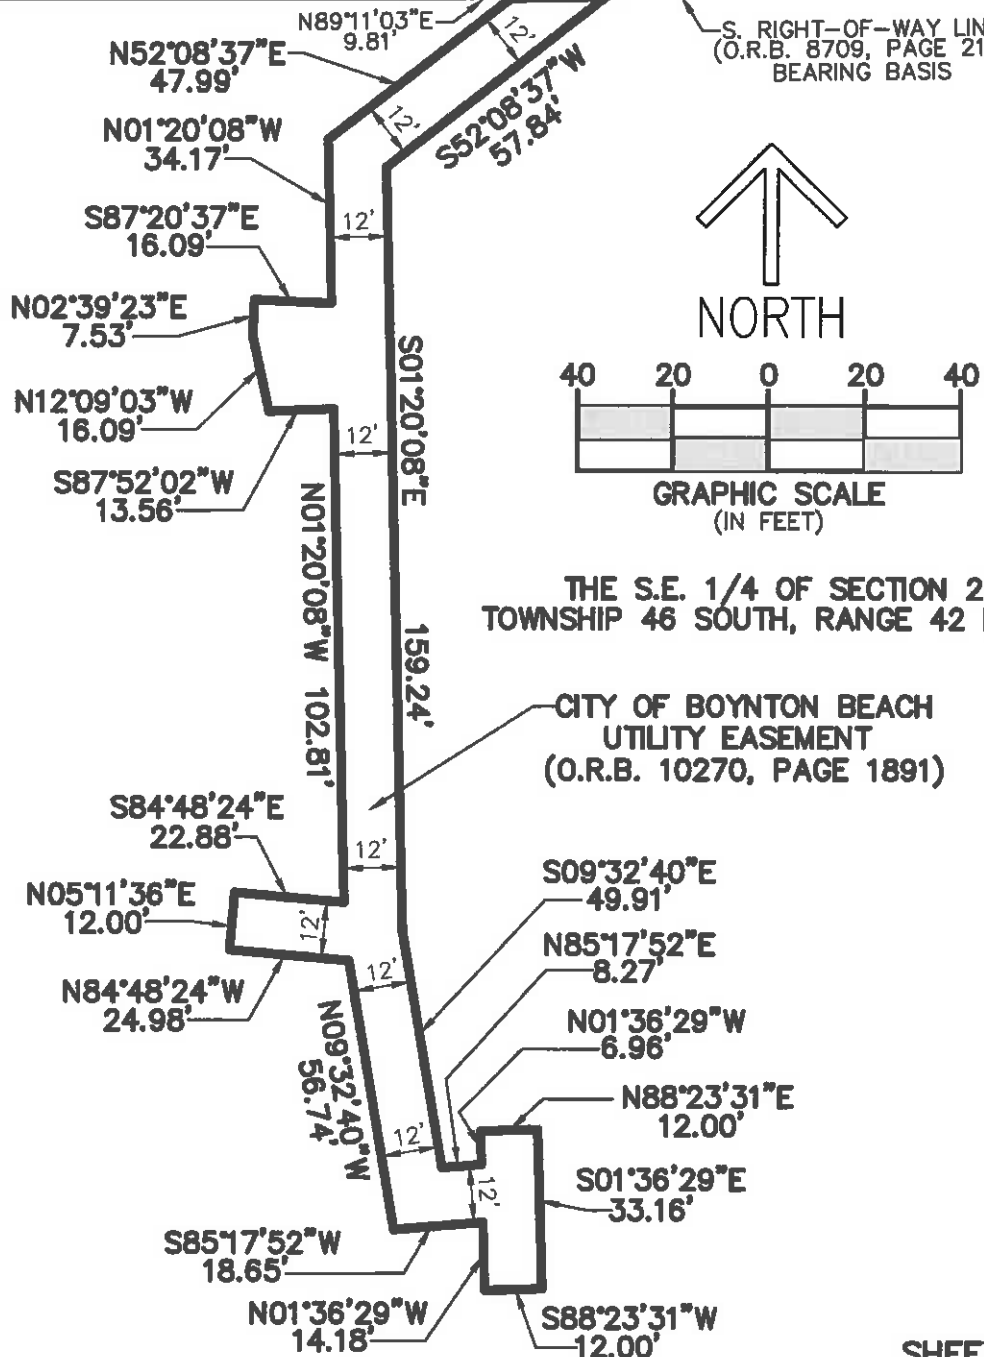 N89°11'03"E
9.81'
12'
S. RIGHT-OF-WAY LIN
(O.R.B. 8709, PAGE 21
BEARING BASIS
N52°08'37"E
47.99'
12'
S52°08'37"W
57.84'
N01°20'08"W
34.17'
S87°20'37"E
16.09'
12'
N02°39'23"E
7.53'
NORTH
N12°09'03"W
16.09'
S01°20'08"E
159.24'
40 20 0 20 40
GRAPHIC SCALE
(IN FEET)
12'
S87°52'02"W
13.56'
N01°20'08"W 102.81'
THE S.E. 1/4 OF SECTION 2
TOWNSHIP 46 SOUTH, RANGE 42
CITY OF BOYNTON BEACH
UTILITY EASEMENT
(O.R.B. 10270, PAGE 1891)
S84°48'24"E
22.88'
12'
N05°11'36"E
12.00'
12'
S09°32'40"E
49.91'
N84°48'24"W
24.98'
12'
N85°17'52"E
8.27'
N09°32'40"W
56.74'
N01°36'29"W
6.96'
N88°23'31"E
12.00'
12'
12'
S01°36'29"E
33.16'
S85°17'52"W
18.65'
N01°36'29"W
14.18'
S88°23'31"W
12.00'
SHEET